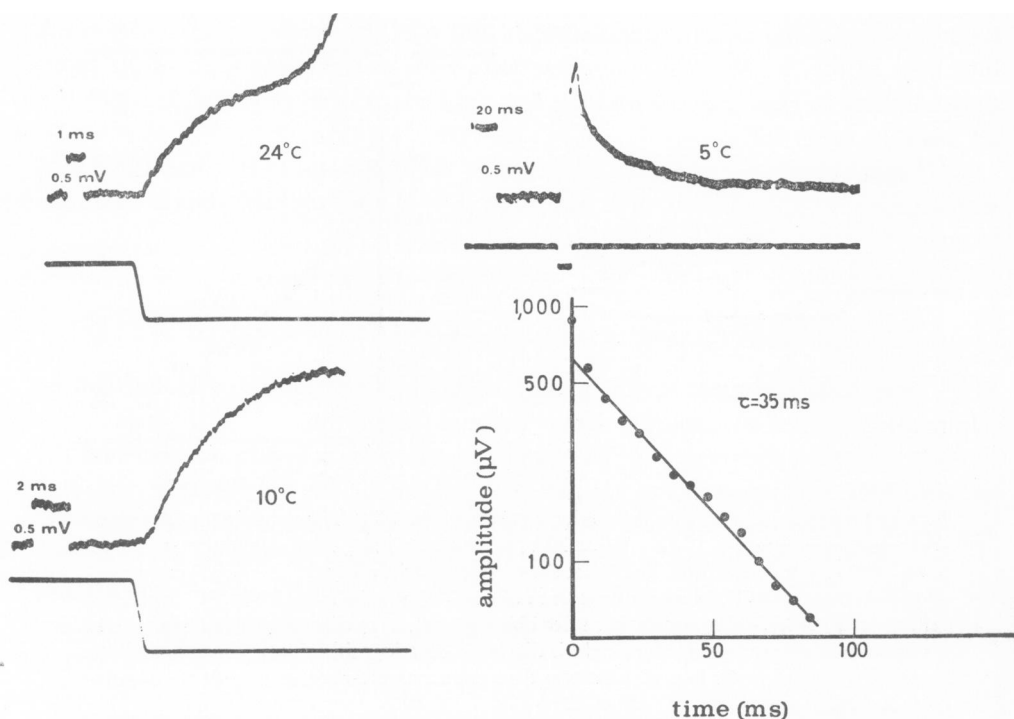 1 ms
0.5 mV
24°C
20 ms
0.5 mV
5°C
2 ms
0.5 mV
10°C
1,000
500
100
τ=35 ms
amplitude (µV)
0
50
100
time (ms)